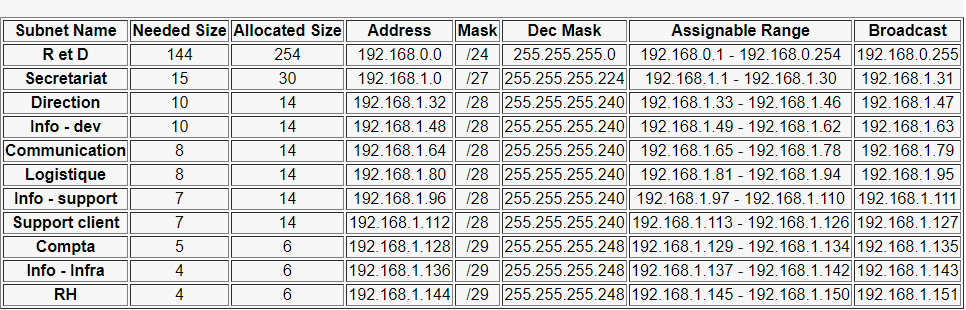 Subnet Name Needed Size Allocated Size Address Mask Dec Mask Assignable Range Broadcast
R et D 144 254 192.168.0.0 /24 255.255.255.0 192.168.0.1 - 192.168.0.254 192.168.0.255
Secretariat 15 30 192.168.1.0 /27 255.255.255.224 192.168.1.1 - 192.168.1.30 192.168.1.31
Direction 10 14 192.168.1.32 /28 255.255.255.240 192.168.1.33 - 192.168.1.46 192.168.1.47
Info - dev 10 14 192.168.1.48 /28 255.255.255.240 192.168.1.49 - 192.168.1.62 192.168.1.63
Communication 8 14 192.168.1.64 /28 255.255.255.240 192.168.1.65 - 192.168.1.78 192.168.1.79
Logistique 8 14 192.168.1.80 /28 255.255.255.240 192.168.1.81 - 192.168.1.94 192.168.1.95
Info - support 7 14 192.168.1.96 /28 255.255.255.240 192.168.1.97 - 192.168.1.110 192.168.1.111
Support client 7 14 192.168.1.112 /28 255.255.255.240 192.168.1.113 - 192.168.1.126 192.168.1.127
Compta 5 6 192.168.1.128 /29 255.255.255.248 192.168.1.129 - 192.168.1.134 192.168.1.135
Info - Infra 4 6 192.168.1.136 /29 255.255.255.248 192.168.1.137 - 192.168.1.142 192.168.1.143
RH 4 6 192.168.1.144 /29 255.255.255.248 192.168.1.145 - 192.168.1.150 192.168.1.151